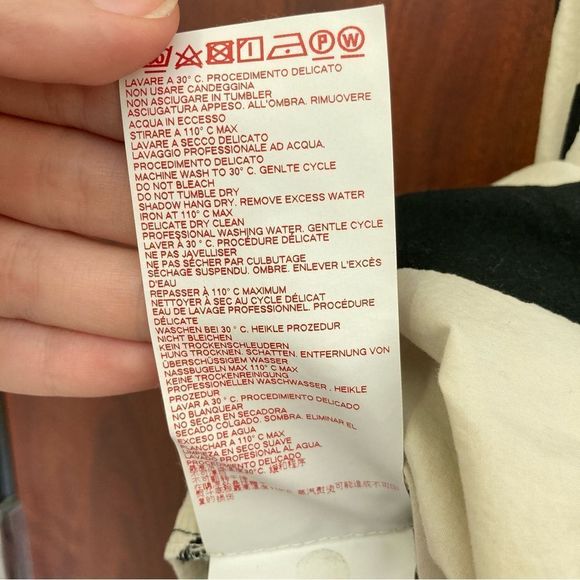 P W
LAVARE A 30° C. PROCEDIMENTO DELICATO
NON USARE CANDEGGINA
NON ASCIUGARE IN TUMBLER
ASCIUGATURA APPESO. ALL'OMBRA. RIMUOVERE
ACQUA IN ECCESSO
STIRARE A 110° C MAX
LAVARE A SECCO DELICATO
LAVAGGIO PROFESSIONALE AD ACQUA.
PROCEDIMENTO DELICATO
MACHINE WASH TO 30° C. GENLTE CYCLE
DO NOT BLEACH
DO NOT TUMBLE DRY
SHADOW HANG DRY. REMOVE EXCESS WATER
IRON AT 110° C MAX
DELICATE DRY CLEAN
PROFESSIONAL WASHING WATER. GENTLE CYCLE
LAVER À 30° C. PROCÉDURE DÉLICATE
NE PAS JAVELLISER
NE PAS SÉCHER PAR CULBUTAGE
SÉCHAGE SUSPENDU. OMBRE. ENLEVER L'EXCÉS
D'EAU
REPASSER À 110° C MAXIMUM
NETTOYER À SEC AU CYCLE DÉLICAT
EAU DE LAVAGE PROFESSIONNEL. PROCÉDURE
DÉLICATE
WASCHEN BEI 30° C. HEIKLE PROZEDUR
NICHT BLEICHEN
KEIN TROCKENSCHLEUDERN
HUNG TROCKNEN. SCHATTEN. ENTFERNUNG VON
ÜBERSCHÜSSIGEM WASSER
NASSBUGELN MAX 110° C MAX
KEINE TROCKENREINIGUNG
PROFESSIONELLEN WASCHWASSER. HEIKLE
PROZEDUR
LAVAR A 30° C. PROCEDIMIENTO DELICADO
NO BLANQUEAR
NO SECAR EN SECADORA
SECADO COLGADO. SOMBRA. ELIMINAR EL
EXCESO DE AGUA
PLANCHAR A 110° C MAX
LIMPIEZA EN SECO SUAVE
LAVADO PROFESIONAL AL AGUA.
PROCEDIMIENTO DELICADO
30°C. 緩和程序